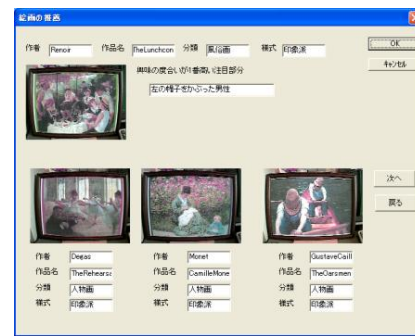 絵画の推薦
作者 Renoir 作品名 TheLuncheon 分類 風俗画 様式 印象派
OK
キャンセル
興味の度合いが1番高い注目部分
左の帽子をかぶった男性
次へ
戻る
作者 Degas 作者 Monet 作者 GustaveCaill
作品名 TheRehearsa 作品名 CamilleMone 作品名 TheOarsmen
分類 人物画 分類 人物画 分類 人物画
様式 印象派 様式 印象派 様式 印象派